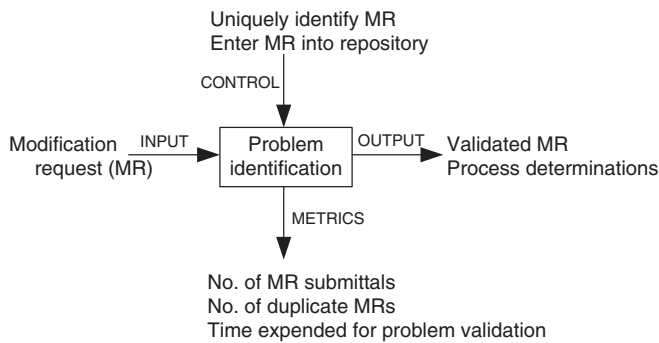 Uniquely identify MR
Enter MR into repository
CONTROL
Modification
request (MR)
INPUT
Problem
identification
OUTPUT
Validated MR
Process determinations
METRICS
No. of MR submittals
No. of duplicate MRs
Time expended for problem validation